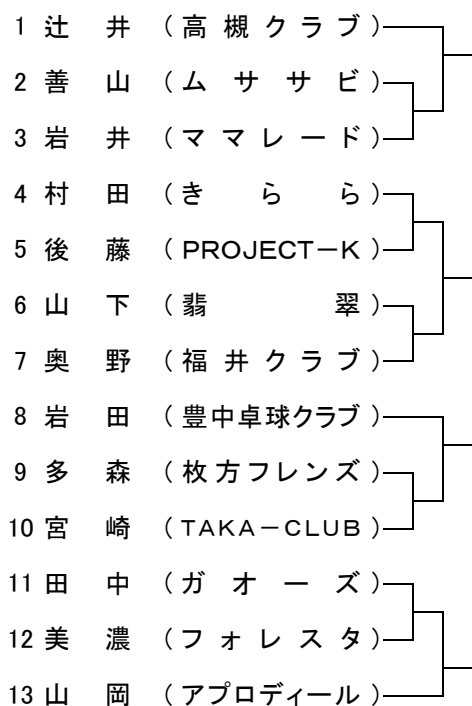 1 辻 井 (高槻クラブ)
2 善 山 (ムササビ)
3 岩 井 (ママレード)
4 村 田 (きらら)
5 後 藤 (PROJECT－K)
6 山 下 (翡翠)
7 奥 野 (福井クラブ)
8 岩 田 (豊中卓球クラブ)
9 多 森 (枚方フレンズ)
10 宮 崎 (TAKA－CLUB)
11 田 中 (ガオーズ)
12 美 濃 (フォレスタ)
13 山 岡 (アプロディール)